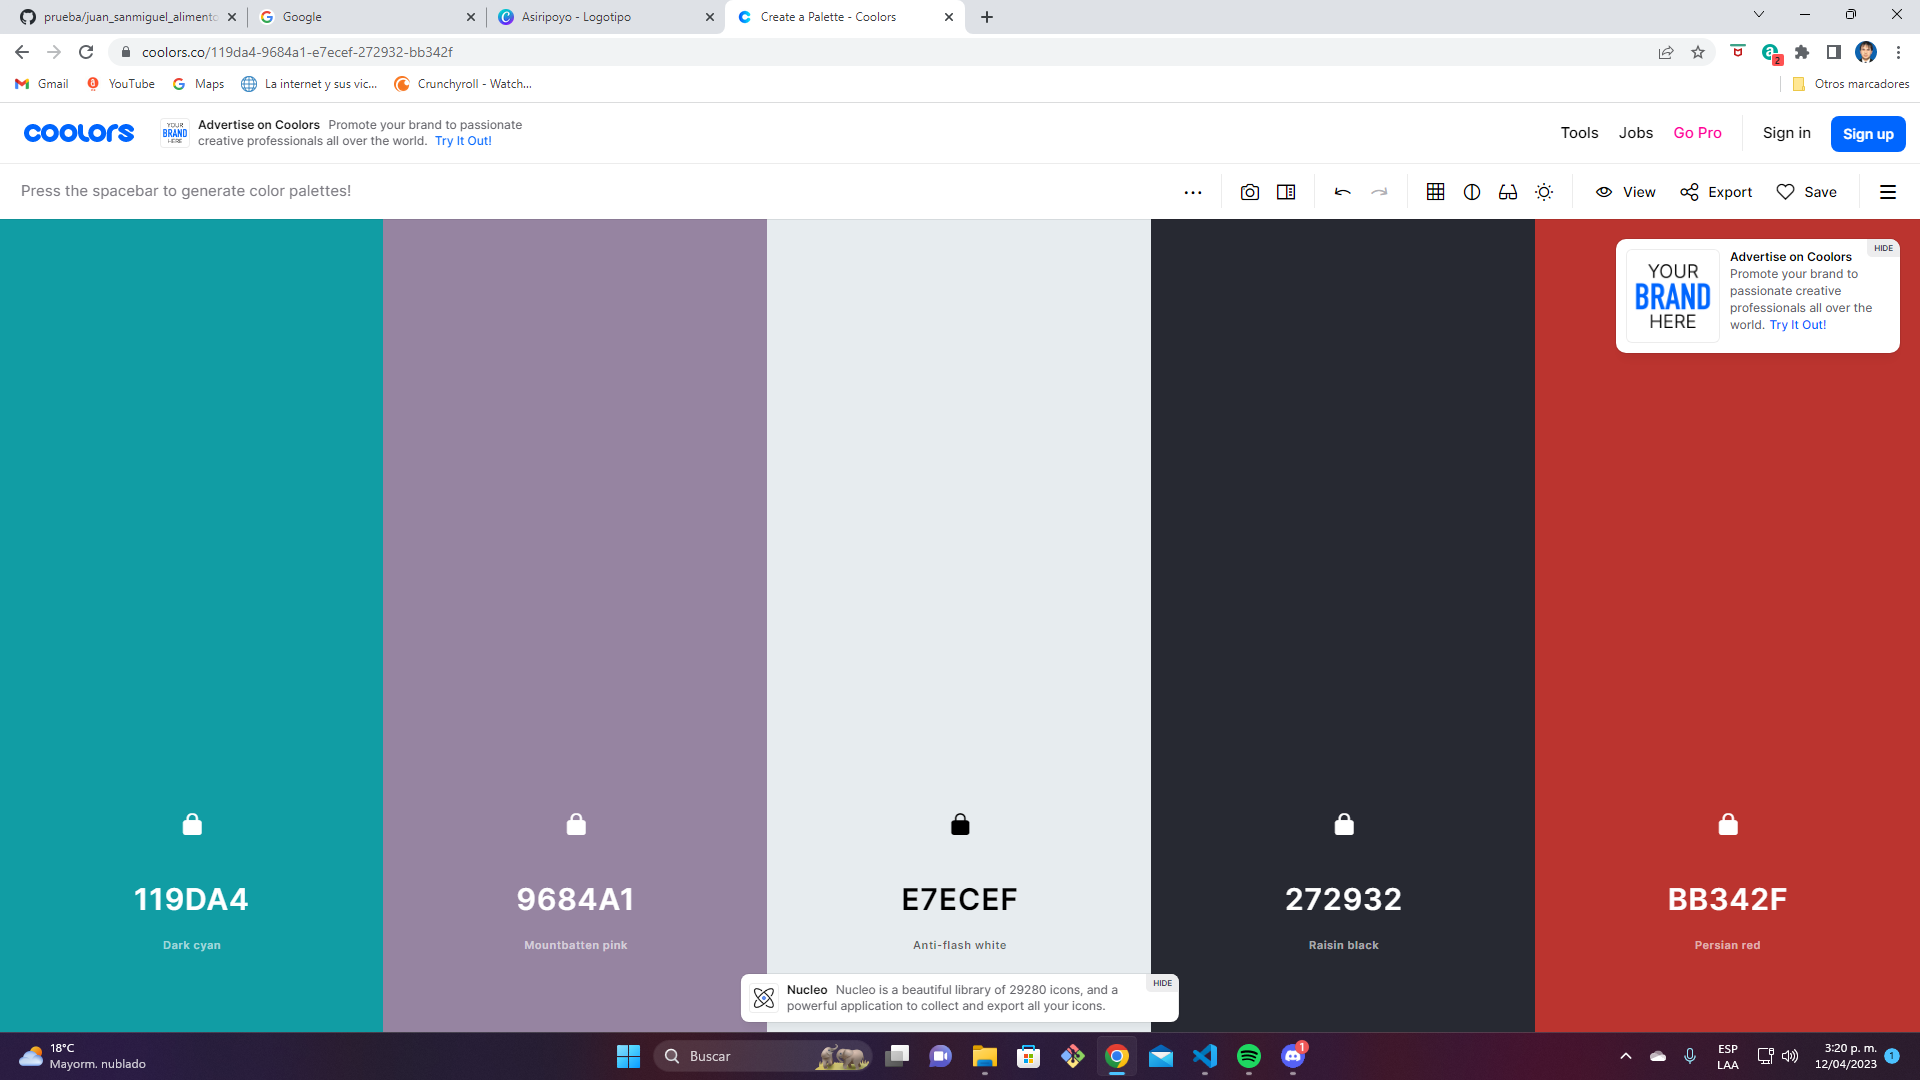 prueba/juan_sanmiguel_alimento
Google
Asiripoyo - Logotipo
Create a Palette - Coolors
coolors.co/119da4-9684a1-e7ecef-272932-bb342f
2
Gmail
YouTube
Maps
La internet y sus vic...
Crunchyroll - Watch...
Otros marcadores
coolors
YOUR
BRAND
HERE
Advertise on Coolors Promote your brand to passionate
creative professionals all over the world. Try It Out!
Tools
Jobs
Go Pro
Sign in
Sign up
Press the spacebar to generate color palettes!
View
Export
Save
HIDE
YOUR
BRAND
HERE
Advertise on Coolors
Promote your brand to
passionate creative
professionals all over the
world. Try It Out!
119DA4
Dark cyan
9684A1
Mountbatten pink
E7ECEF
Anti-flash white
272932
Raisin black
BB342F
Persian red
HIDE
Nucleo Nucleo is a beautiful library of 29280 icons, and a
powerful application to collect and export all your icons.
18°C
Mayorm. nublado
Buscar
1
ESP
LAA
3:20 p. m.
12/04/2023
1